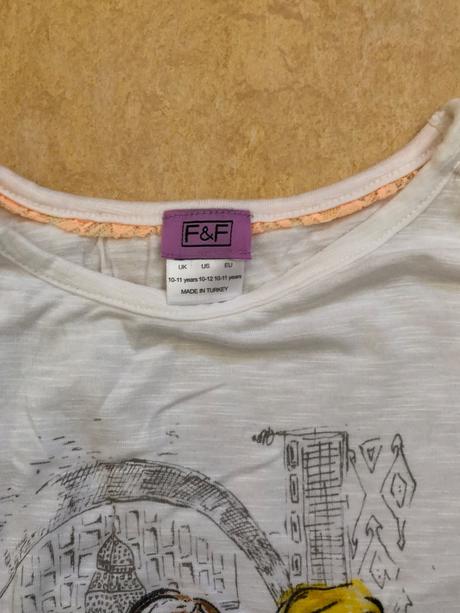 F&F
UK US EU
10-11 years 10-12 10-11 years
MADE IN TURKEY